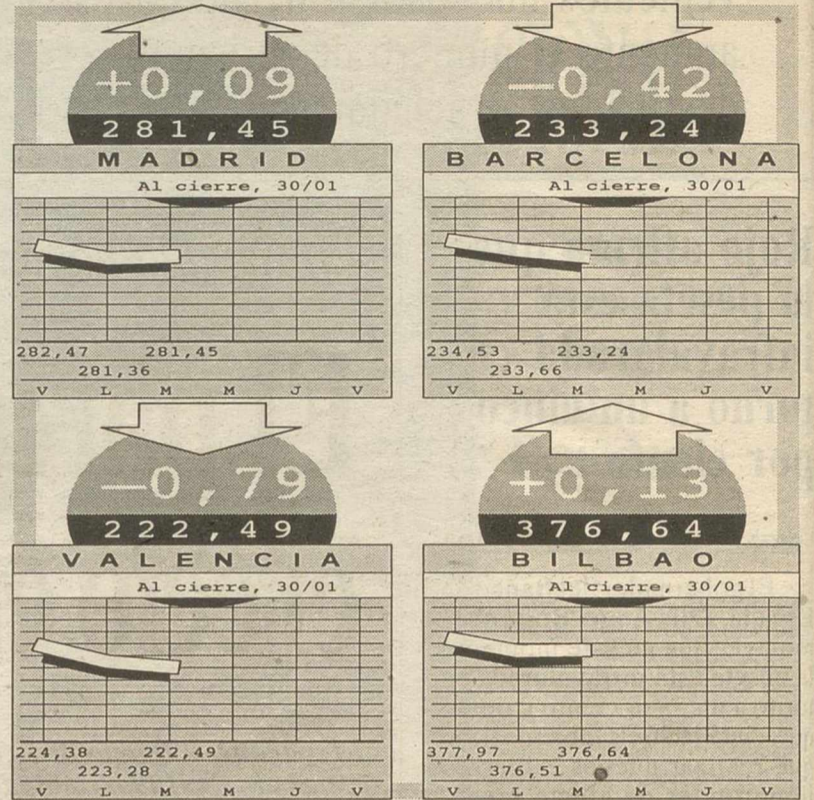 +0,09
281,45
MADRID
Al cierre, 30/01
282,47 281,45
281,36
V L M M J V
−0,42
233,24
BARCELONA
Al cierre, 30/01
234,53 233,24
233,66
V L M M J V
−0,79
222,49
VALENCIA
Al cierre, 30/01
224,38 222,49
223,28
V L M M J V
+0,13
376,64
BILBAO
Al cierre, 30/01
377,97 376,64
376,51
V L M M J V